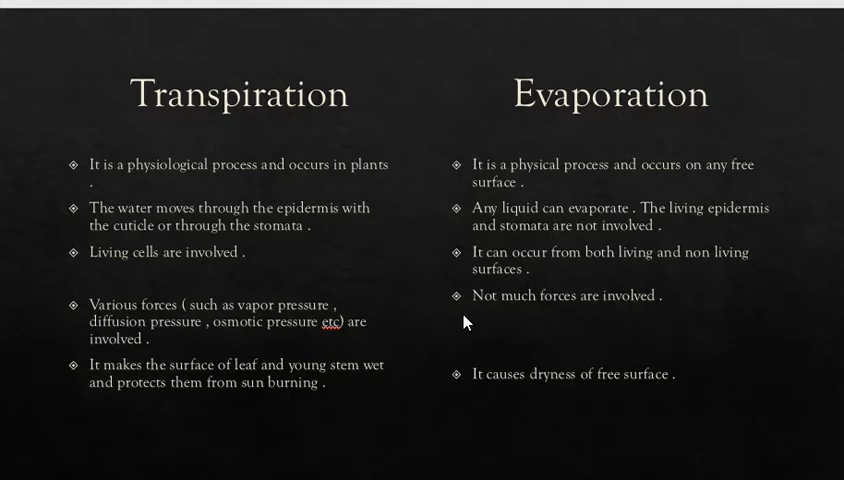 Transpiration
It is a physiological process and occurs in plants
.
The water moves through the epidermis with
the cuticle or through the stomata .
Living cells are involved .
Various forces ( such as vapor pressure ,
diffusion pressure , osmotic pressure etc) are
involved .
It makes the surface of leaf and young stem wet
and protects them from sun burning .
Evaporation
It is a physical process and occurs on any free
surface .
Any liquid can evaporate . The living epidermis
and stomata are not involved .
It can occur from both living and non living
surfaces .
Not much forces are involved .
It causes dryness of free surface .